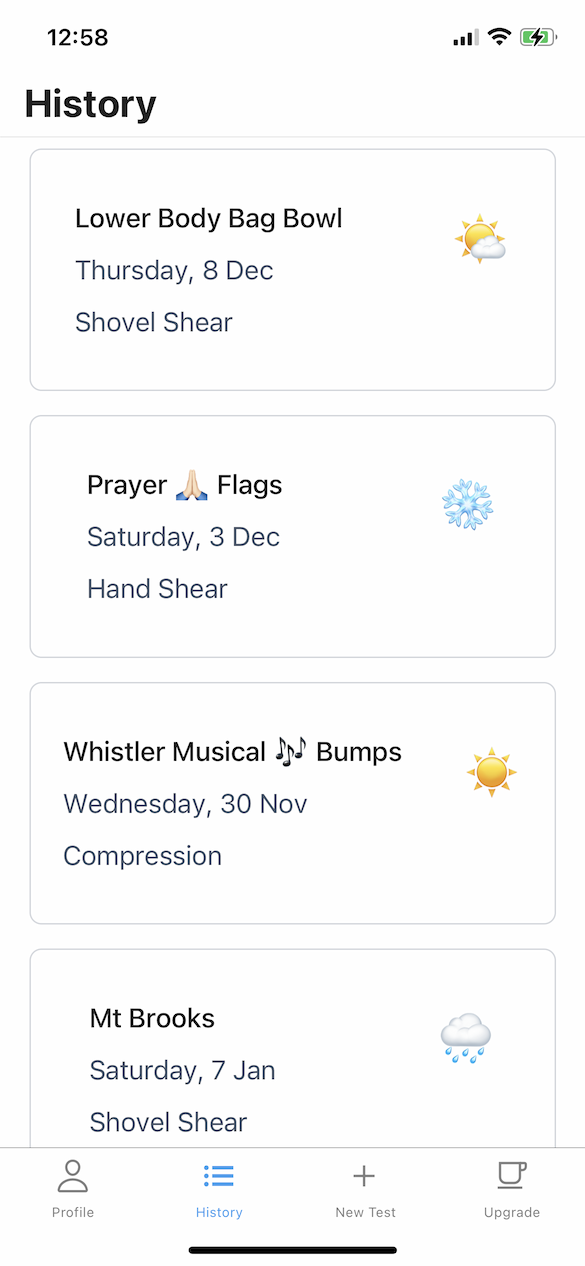 12:58
History
Lower Body Bag Bowl
Thursday, 8 Dec
Shovel Shear
Prayer 🙏🏻 Flags
Saturday, 3 Dec
Hand Shear
Whistler Musical 🎶 Bumps
Wednesday, 30 Nov
Compression
Mt Brooks
Saturday, 7 Jan
Shovel Shear
Profile
History
New Test
Upgrade